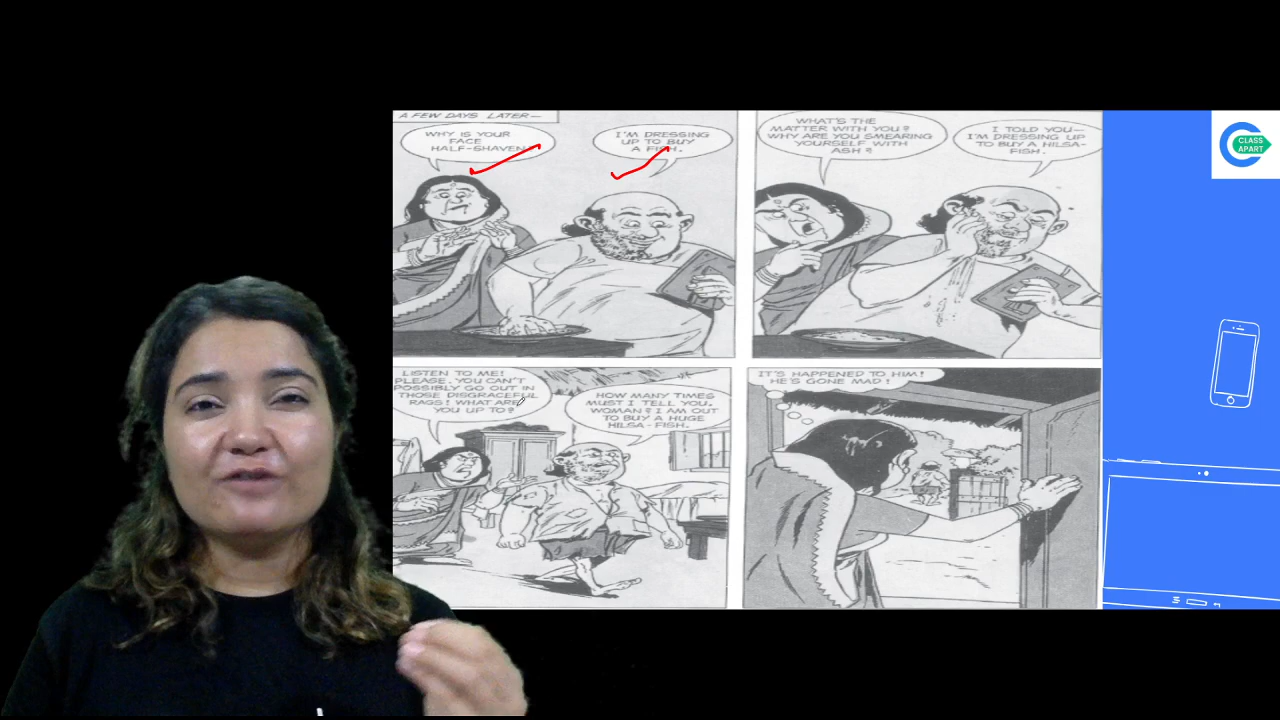 A FEW DAYS LATER—
WHY IS YOUR
FACE
HALF-SHAVEN?
I'M DRESSING
UP TO BUY
A FISH.
WHAT'S THE
MATTER WITH YOU?
WHY ARE YOU SMEARING
YOURSELF WITH
ASH?
I TOLD YOU—
I'M DRESSING UP
TO BUY A HILSA-
FISH.
CLASS
APART
LISTEN TO ME!
PLEASE. YOU CAN'T
POSSIBLY GO OUT IN
THOSE DISGRACEFUL
RAGS! WHAT ARE
YOU UP TO?
HOW MANY TIMES
MUST I TELL YOU,
WOMAN? I AM OUT
TO BUY A HUGE
HILSA-FISH.
IT'S HAPPENED TO HIM!
HE'S GONE MAD!